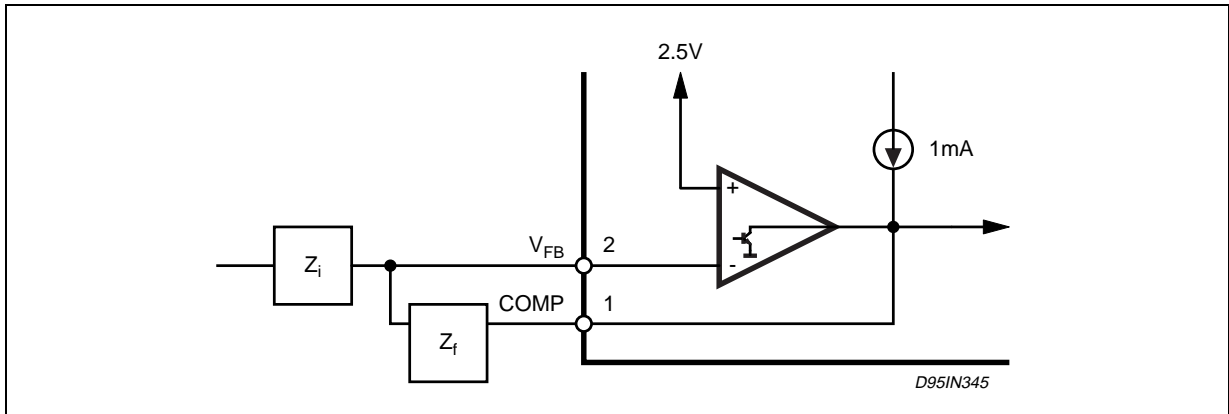 2.5V
1mA
+
Zi
VFB
2
-
COMP
1
Zf
D95IN345